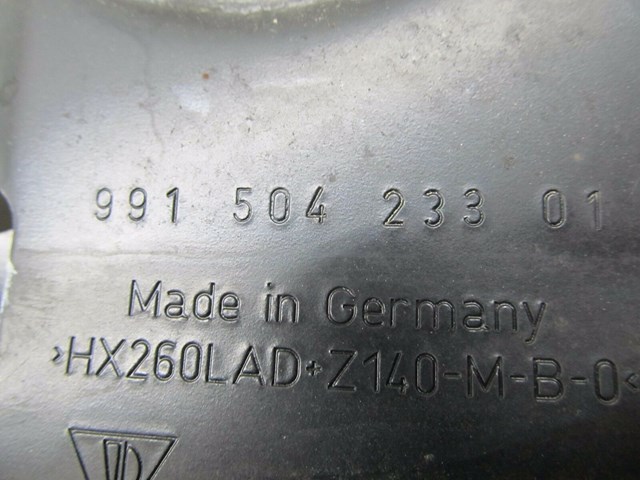 991 504 233 01
Made in Germany
>HX260LAD+Z140-M-B-0<